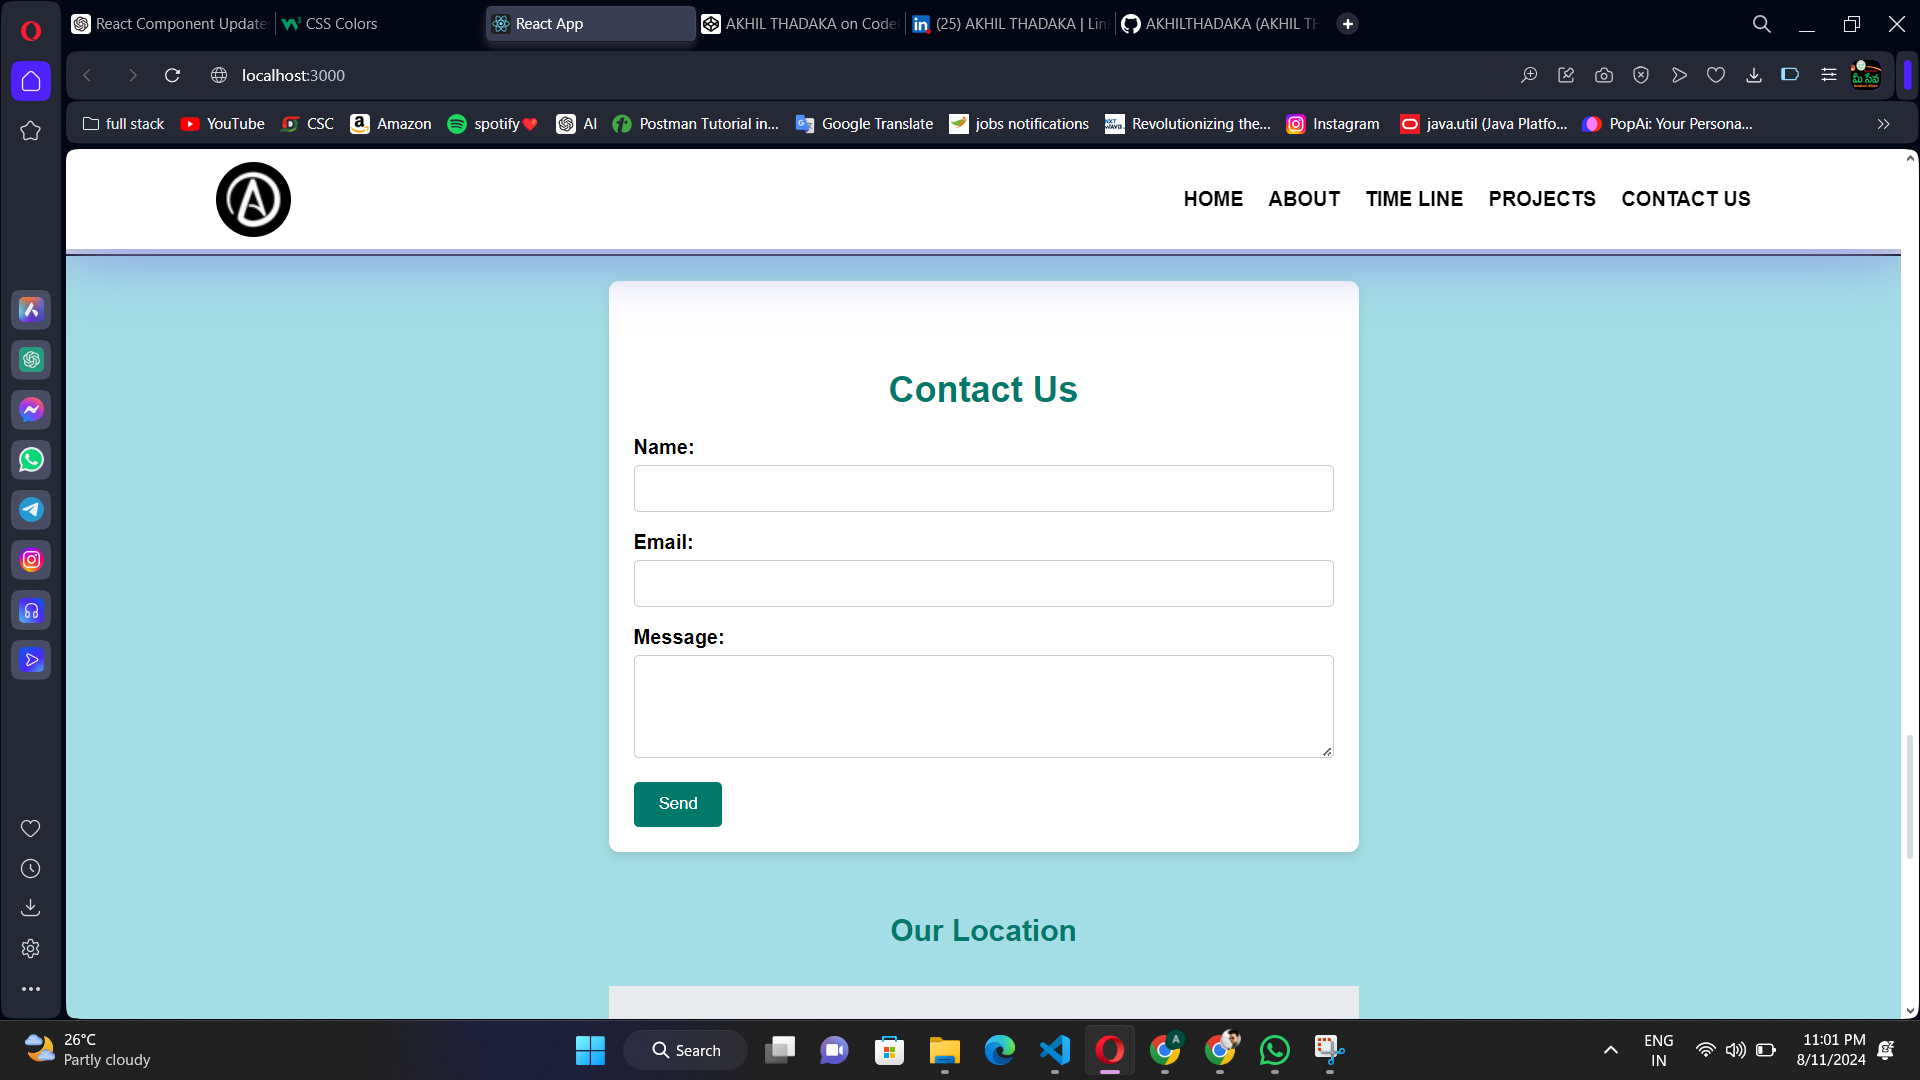 React Component Update
CSS Colors
React App
AKHIL THADAKA on Code
(25) AKHIL THADAKA | Lin
AKHILTHADAKA (AKHIL TH
localhost:3000
full stack
YouTube
CSC
Amazon
spotify❤️
AI
Postman Tutorial in...
Google Translate
jobs notifications
Revolutionizing the...
Instagram
java.util (Java Platfo...
PopAi: Your Persona...
HOME
ABOUT
TIME LINE
PROJECTS
CONTACT US
Contact Us
Name:
Email:
Message:
Send
Our Location
26°C
Partly cloudy
Search
ENG
IN
11:01 PM
8/11/2024